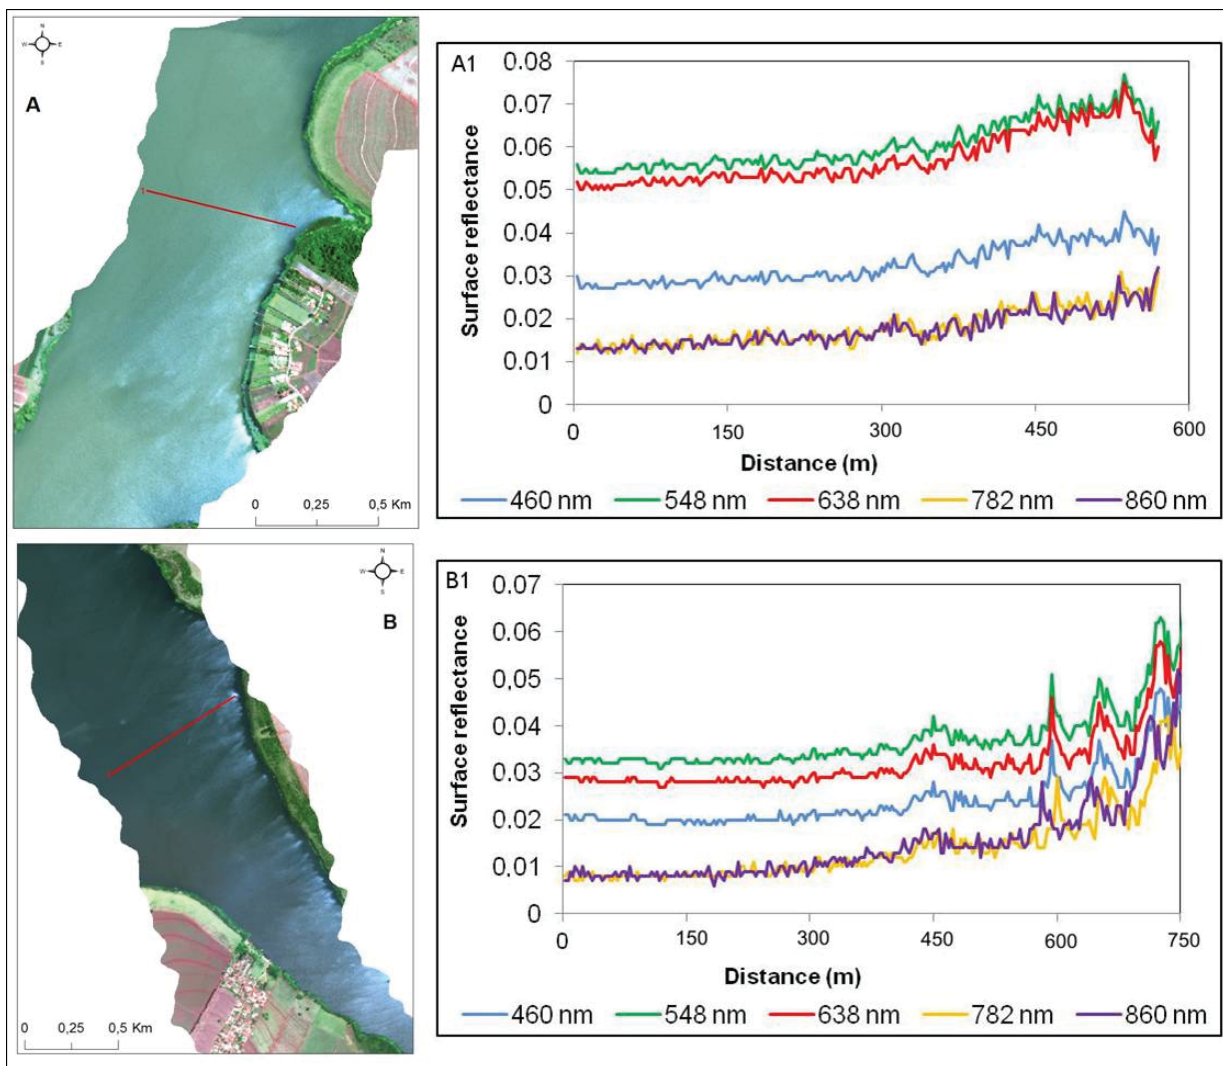 N
W E
S
A
0 0,25 0,5 Km
A1
Surface reflectance
0.08
0.07
0.06
0.05
0.04
0.03
0.02
0.01
0
0 150 300 450 600
Distance (m)
460 nm 548 nm 638 nm 782 nm 860 nm
N
W E
S
B
0 0,25 0,5 Km
B1
Surface reflectance
0.07
0.06
0,05
0.04
0.03
0.02
0.01
0
0 150 300 450 600 750
Distance (m)
460 nm 548 nm 638 nm 782 nm 860 nm